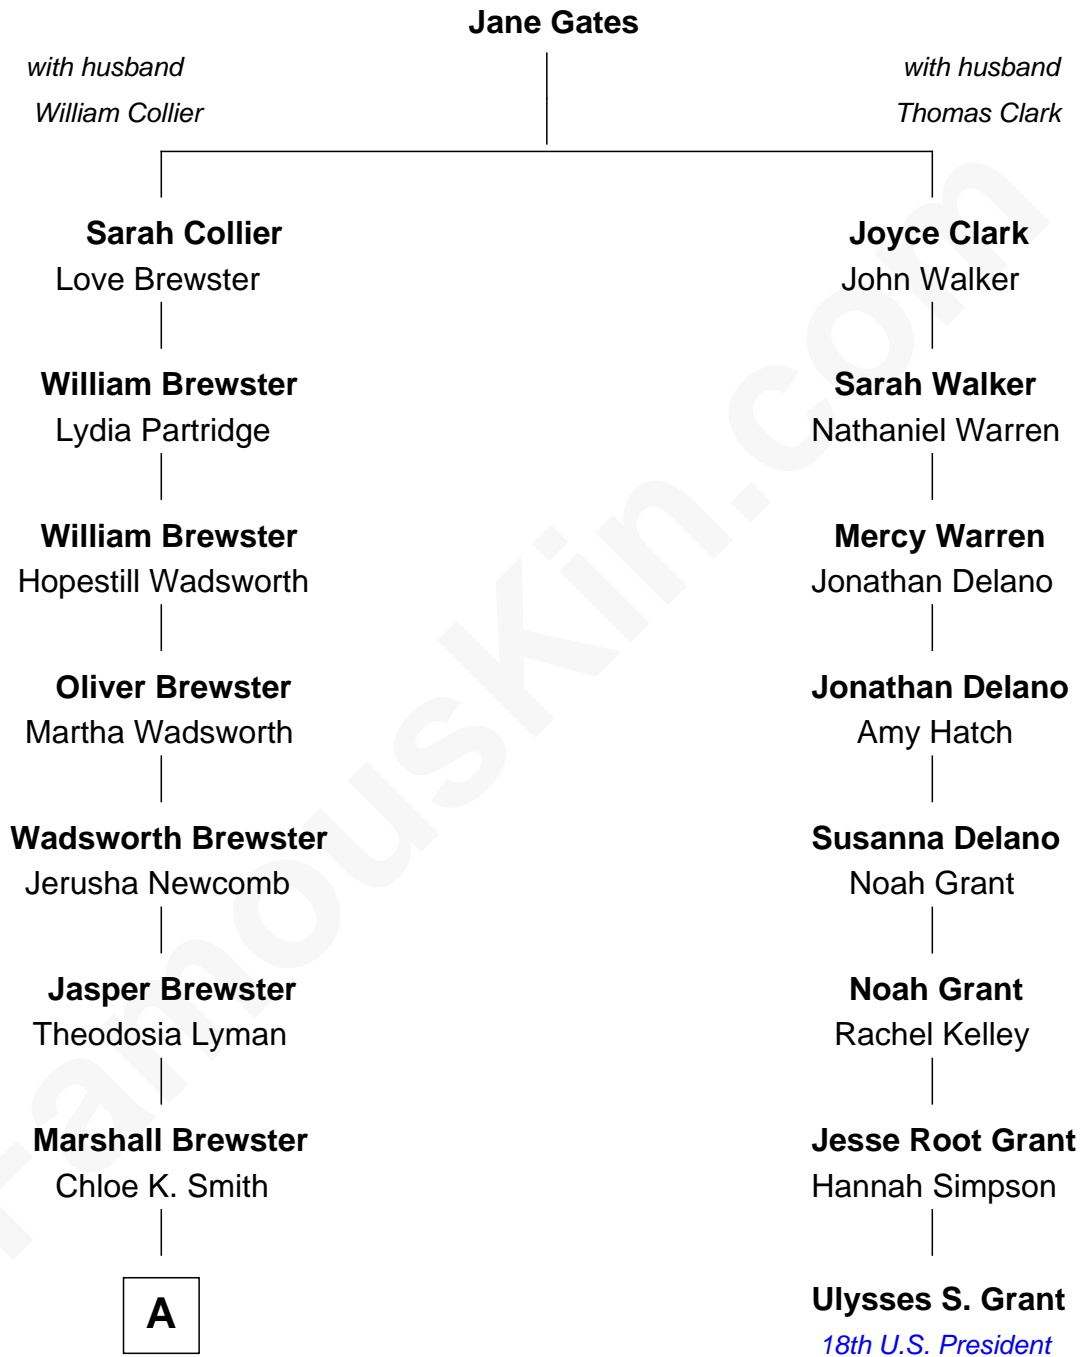 Jane Gates
with husband
William Collier
with husband
Thomas Clark
Sarah Collier
Love Brewster
Joyce Clark
John Walker
William Brewster
Lydia Partridge
Sarah Walker
Nathaniel Warren
William Brewster
Hopestill Wadsworth
Mercy Warren
Jonathan Delano
Oliver Brewster
Martha Wadsworth
Jonathan Delano
Amy Hatch
Wadsworth Brewster
Jerusha Newcomb
Susanna Delano
Noah Grant
Jasper Brewster
Theodosia Lyman
Noah Grant
Rachel Kelley
Marshall Brewster
Chloe K. Smith
Jesse Root Grant
Hannah Simpson
A
Ulysses S. Grant
18th U.S. President
FamousKin.com